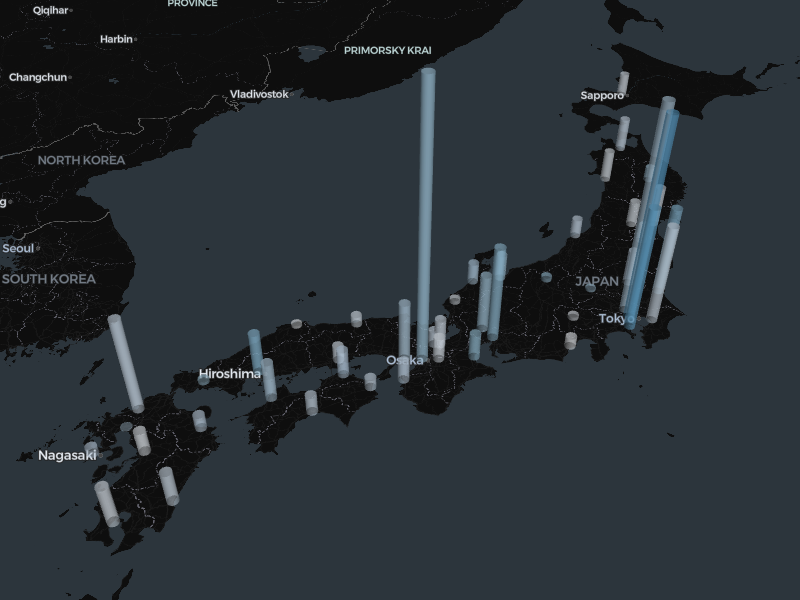 PROVINCE
Qiqihar
Harbin
PRIMORSKY KRAI
Changchun
Vladivostok
Sapporo
NORTH KOREA
g
Seoul
SOUTH KOREA
JAPAN
Tokyo
Osaka
Hiroshima
Nagasaki